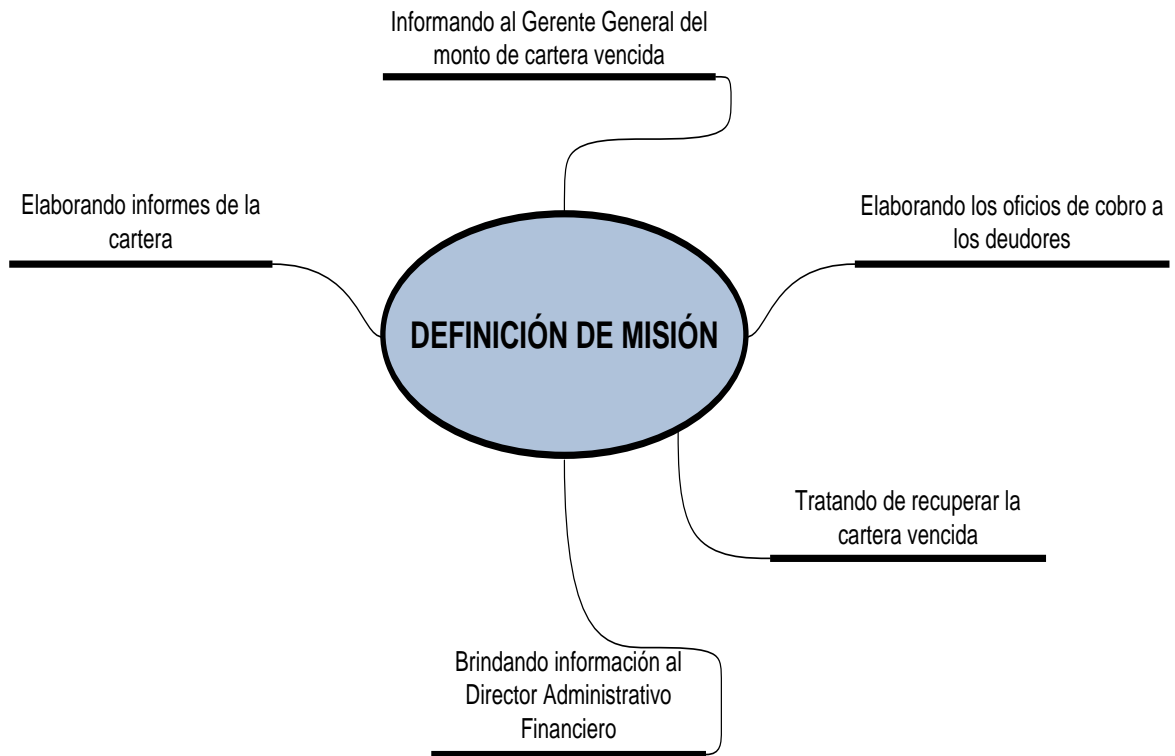 Informando al Gerente General del
monto de cartera vencida
Elaborando informes de la
cartera
Elaborando los oficios de cobro a
los deudores
DEFINICIÓN DE MISIÓN
Tratando de recuperar la
cartera vencida
Brindando información al
Director Administrativo
Financiero